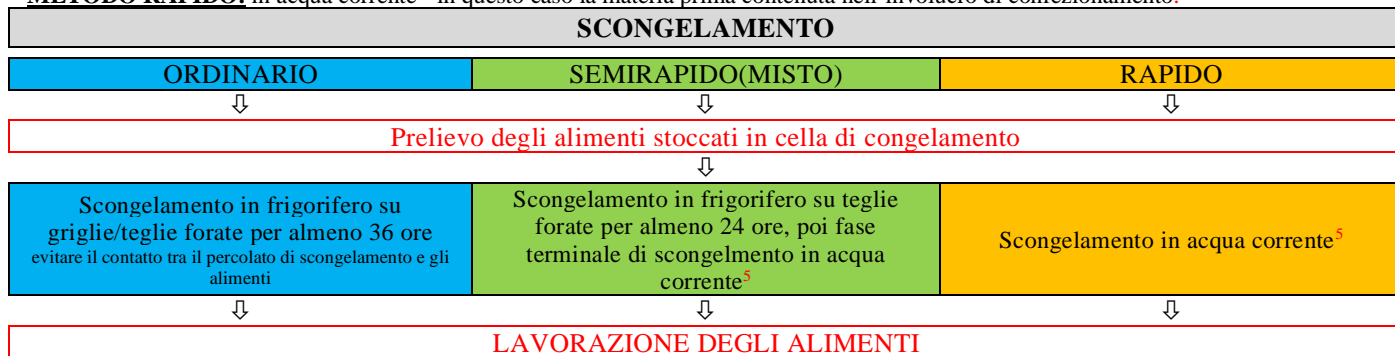 METODO RAPIDO: in acqua corrente - in questo caso la materia prima contenuta nell'involucro di confezionamento.
SCONGELAMENTO
ORDINARIO
SEMIRAPIDO(MISTO)
RAPIDO
⇩ ⇩ ⇩
Prelievo degli alimenti stoccati in cella di congelamento
⇩
Scongelamento in frigorifero su
griglie/teglie forate per almeno 36 ore
evitare il contatto tra il percolato di scongelamento e gli
alimenti
Scongelamento in frigorifero su teglie
forate per almeno 24 ore, poi fase
terminale di scongelmento in acqua
corrente⁵
Scongelamento in acqua corrente⁵
⇩ ⇩ ⇩
LAVORAZIONE DEGLI ALIMENTI